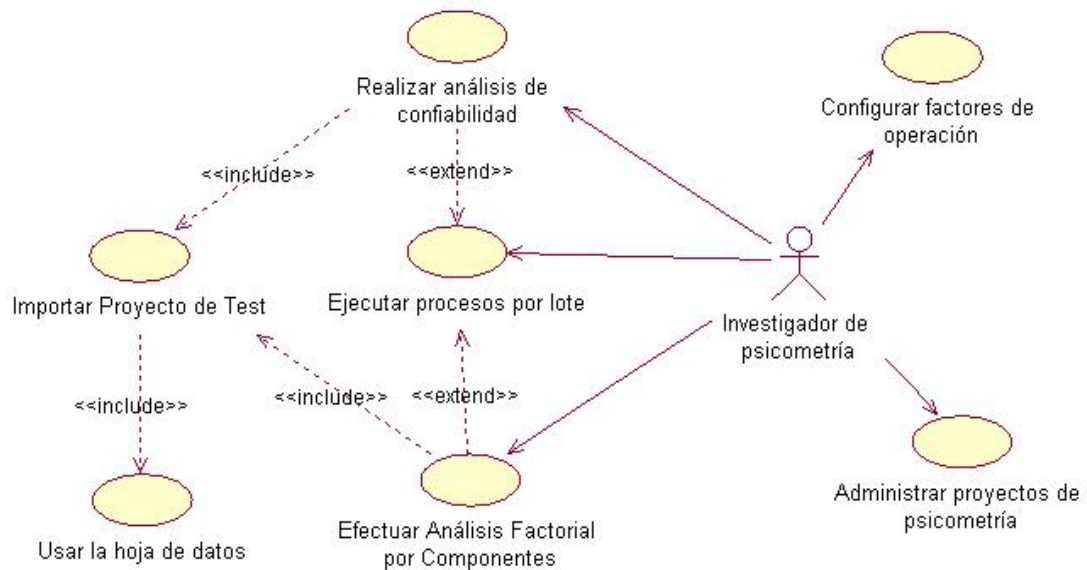 Realizar análisis de
confiabilidad
Configurar factores de
operación
<<include>>
<<extend>>
Importar Proyecto de Test
Ejecutar procesos por lote
Investigador de
psicometría
<<include>>
<<include>>
<<extend>>
Usar la hoja de datos
Efectuar Análisis Factorial
por Componentes
Administrar proyectos de
psicometría